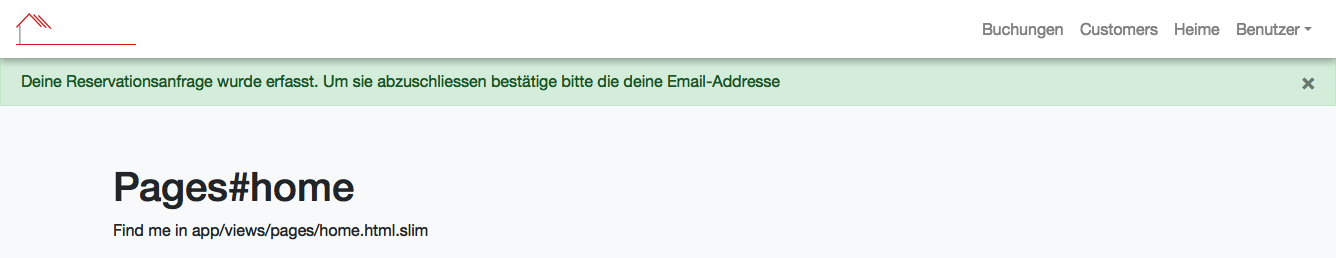 Buchungen Customers Heime Benutzer
Deine Reservationsanfrage wurde erfasst. Um sie abzuschliessen bestätige bitte die deine Email-Addresse
Pages#home
Find me in app/views/pages/home.html.slim